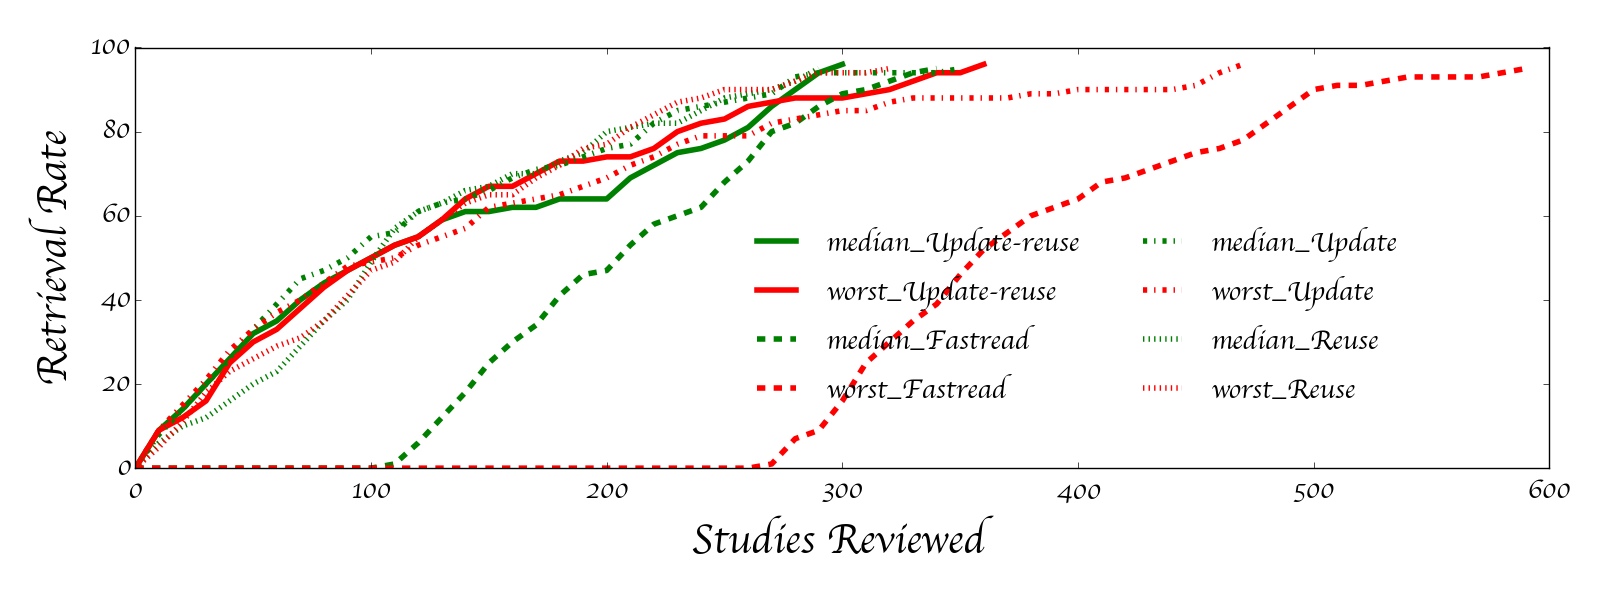 100
80
60
40
20
0
Retrieval Rate
median_Update-reuse
worst_Update-reuse
median_Fastread
worst_Fastread
median_Update
worst_Update
median_Reuse
worst_Reuse
0 100 200 300 400 500 600
Studies Reviewed